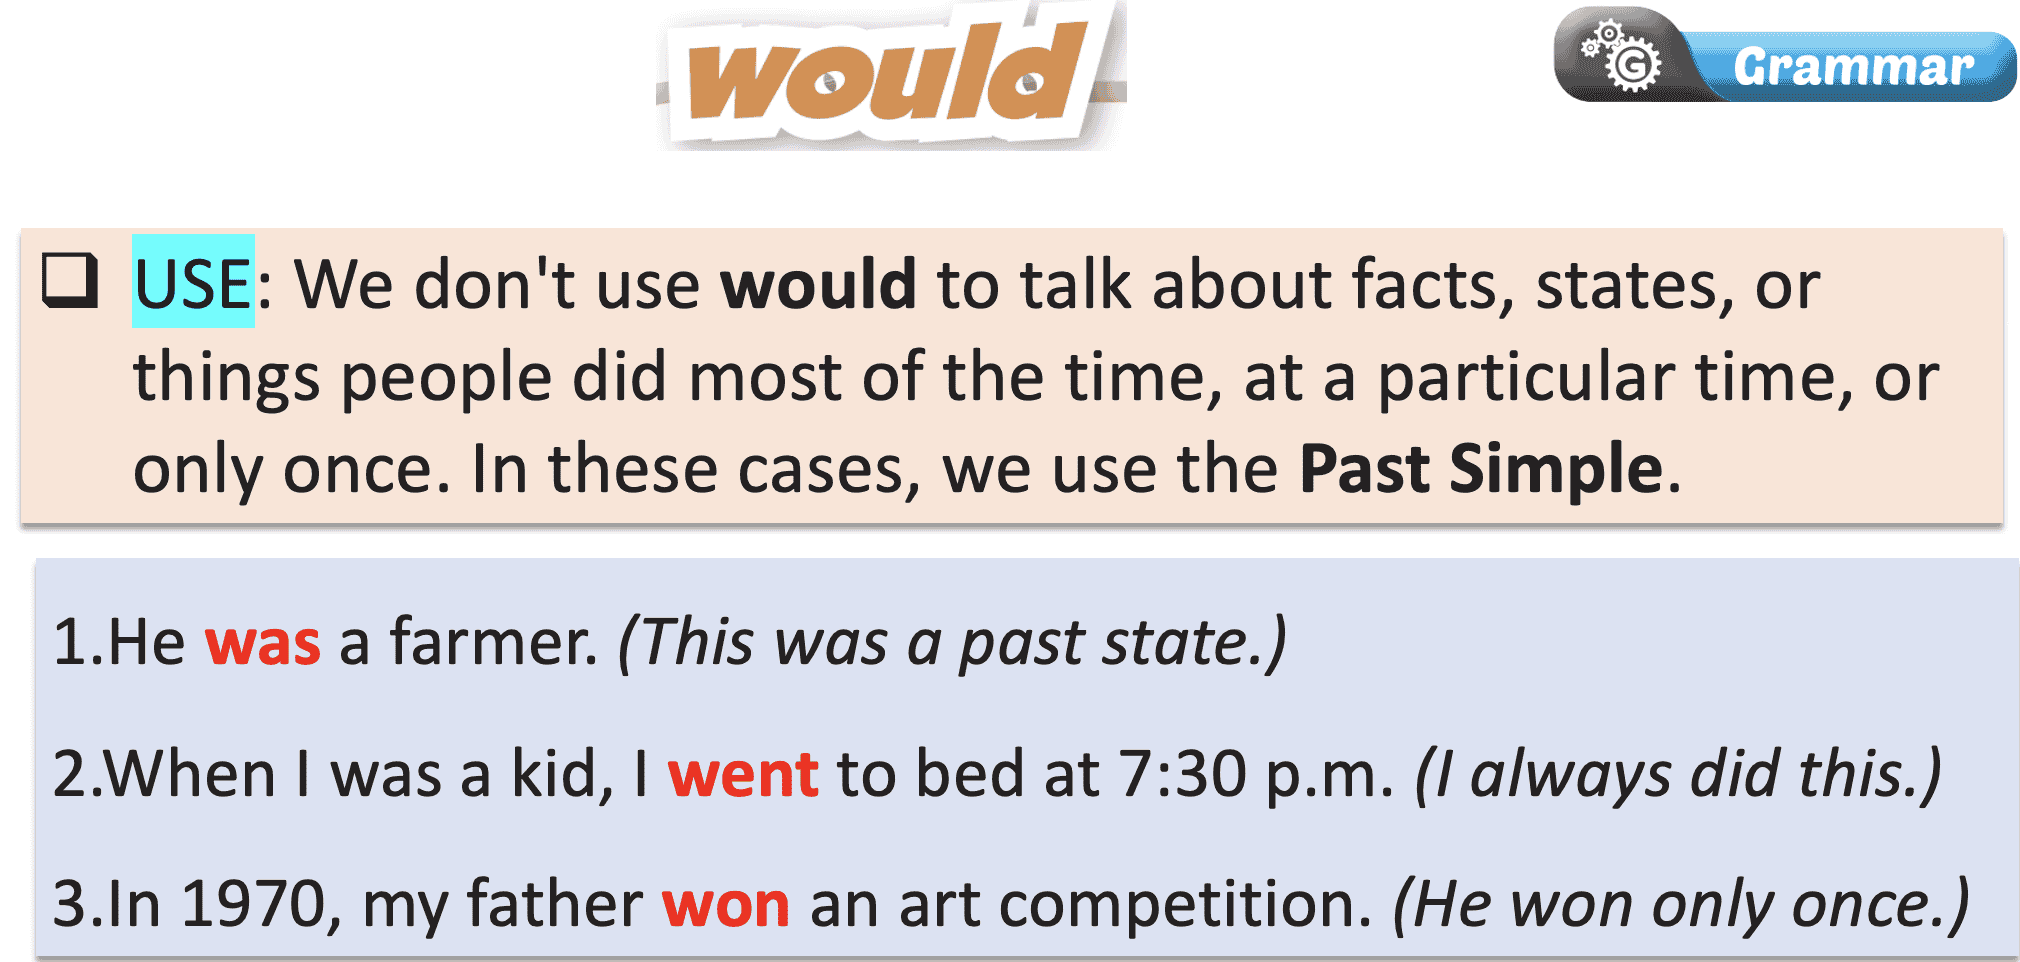 would
Grammar
❑ USE: We don't use would to talk about facts, states, or
things people did most of the time, at a particular time, or
only once. In these cases, we use the Past Simple.
1.He was a farmer. (This was a past state.)
2.When I was a kid, I went to bed at 7:30 p.m. (I always did this.)
3.In 1970, my father won an art competition. (He won only once.)